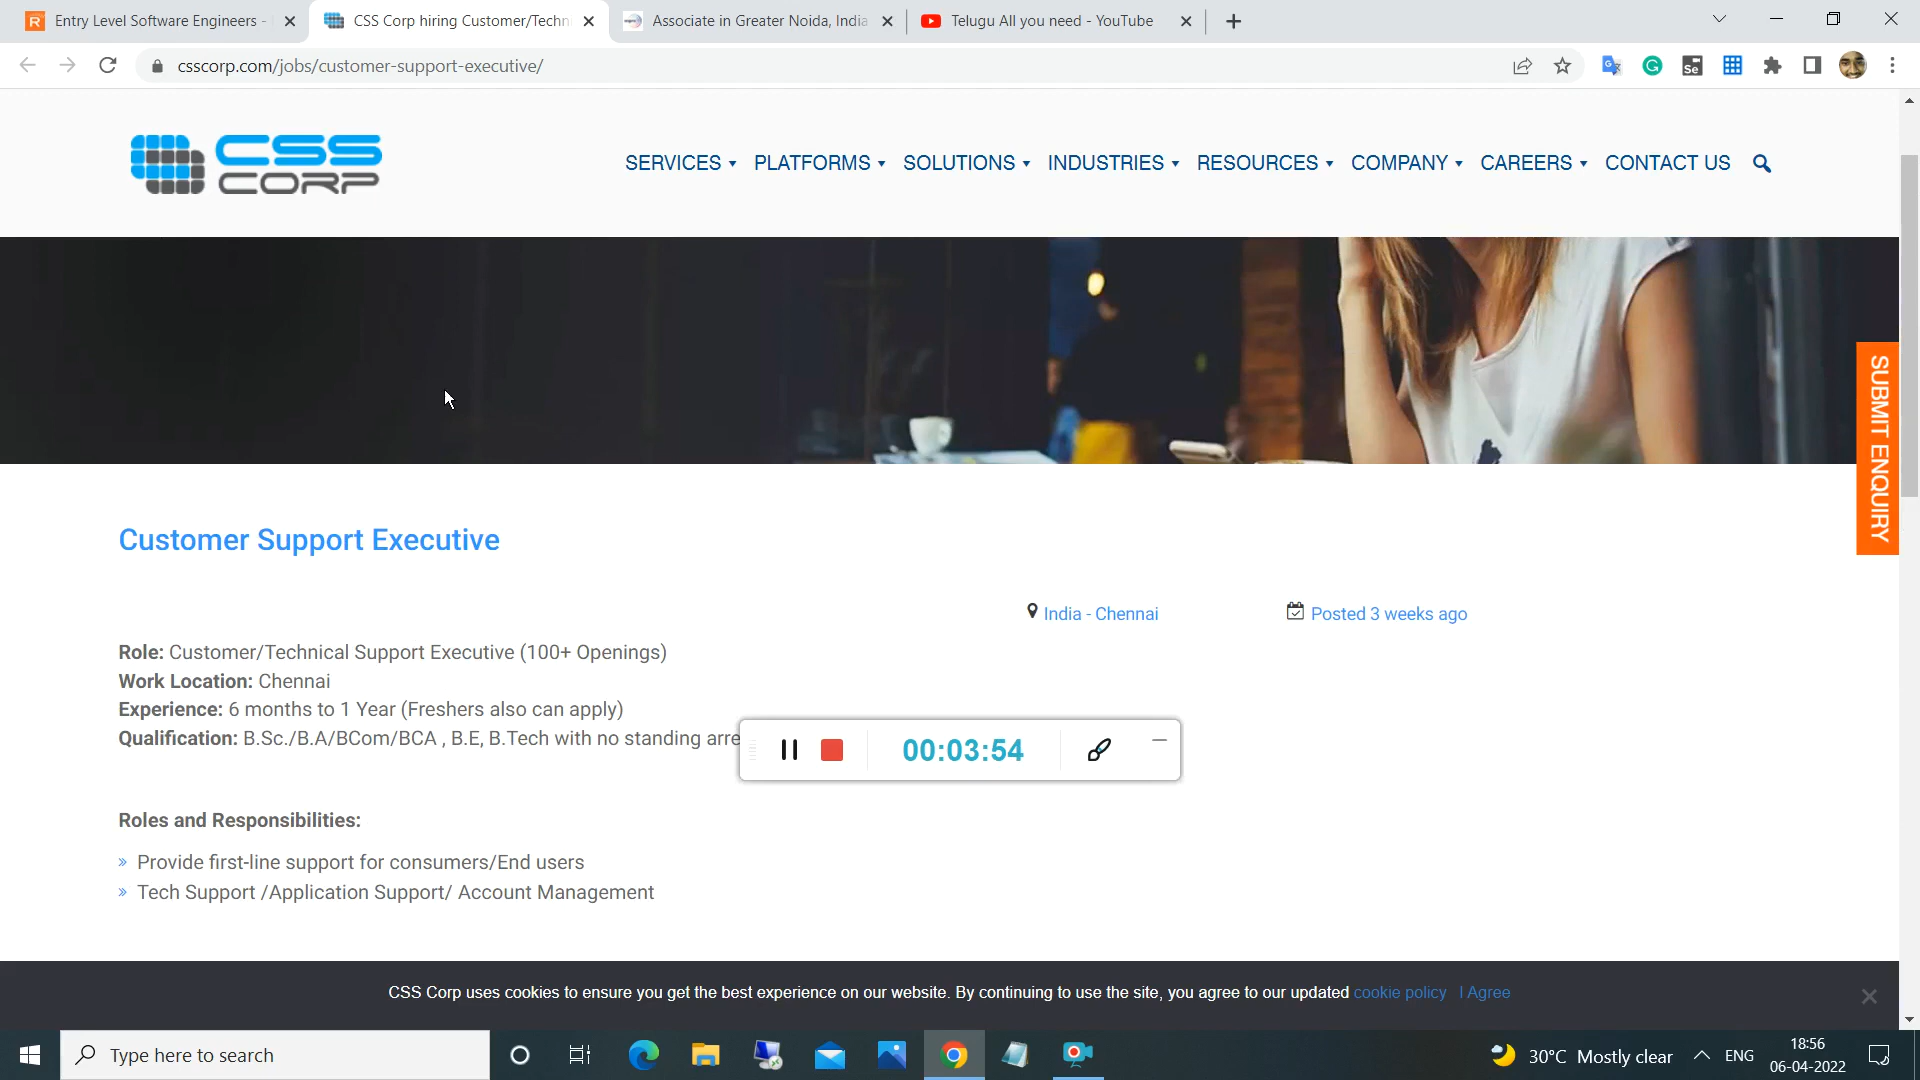 Entry Level Software Engineers -
CSS Corp hiring Customer/Techn
Associate in Greater Noida, India
Telugu All you need - YouTube
csscorp.com/jobs/customer-support-executive/
CSS
CORP
SERVICES
PLATFORMS
SOLUTIONS
INDUSTRIES
RESOURCES
COMPANY
CAREERS
CONTACT US
SUBMIT ENQUIRY
Customer Support Executive
India - Chennai
Posted 3 weeks ago
Role: Customer/Technical Support Executive (100+ Openings)
Work Location: Chennai
Experience: 6 months to 1 Year (Freshers also can apply)
Qualification: B.Sc./B.A/BCom/BCA , B.E, B.Tech with no standing arre
00:03:54
Roles and Responsibilities:
» Provide first-line support for consumers/End users
» Tech Support /Application Support/ Account Management
CSS Corp uses cookies to ensure you get the best experience on our website. By continuing to use the site, you agree to our updated cookie policy I Agree
Type here to search
30°C Mostly clear
ENG
18:56
06-04-2022